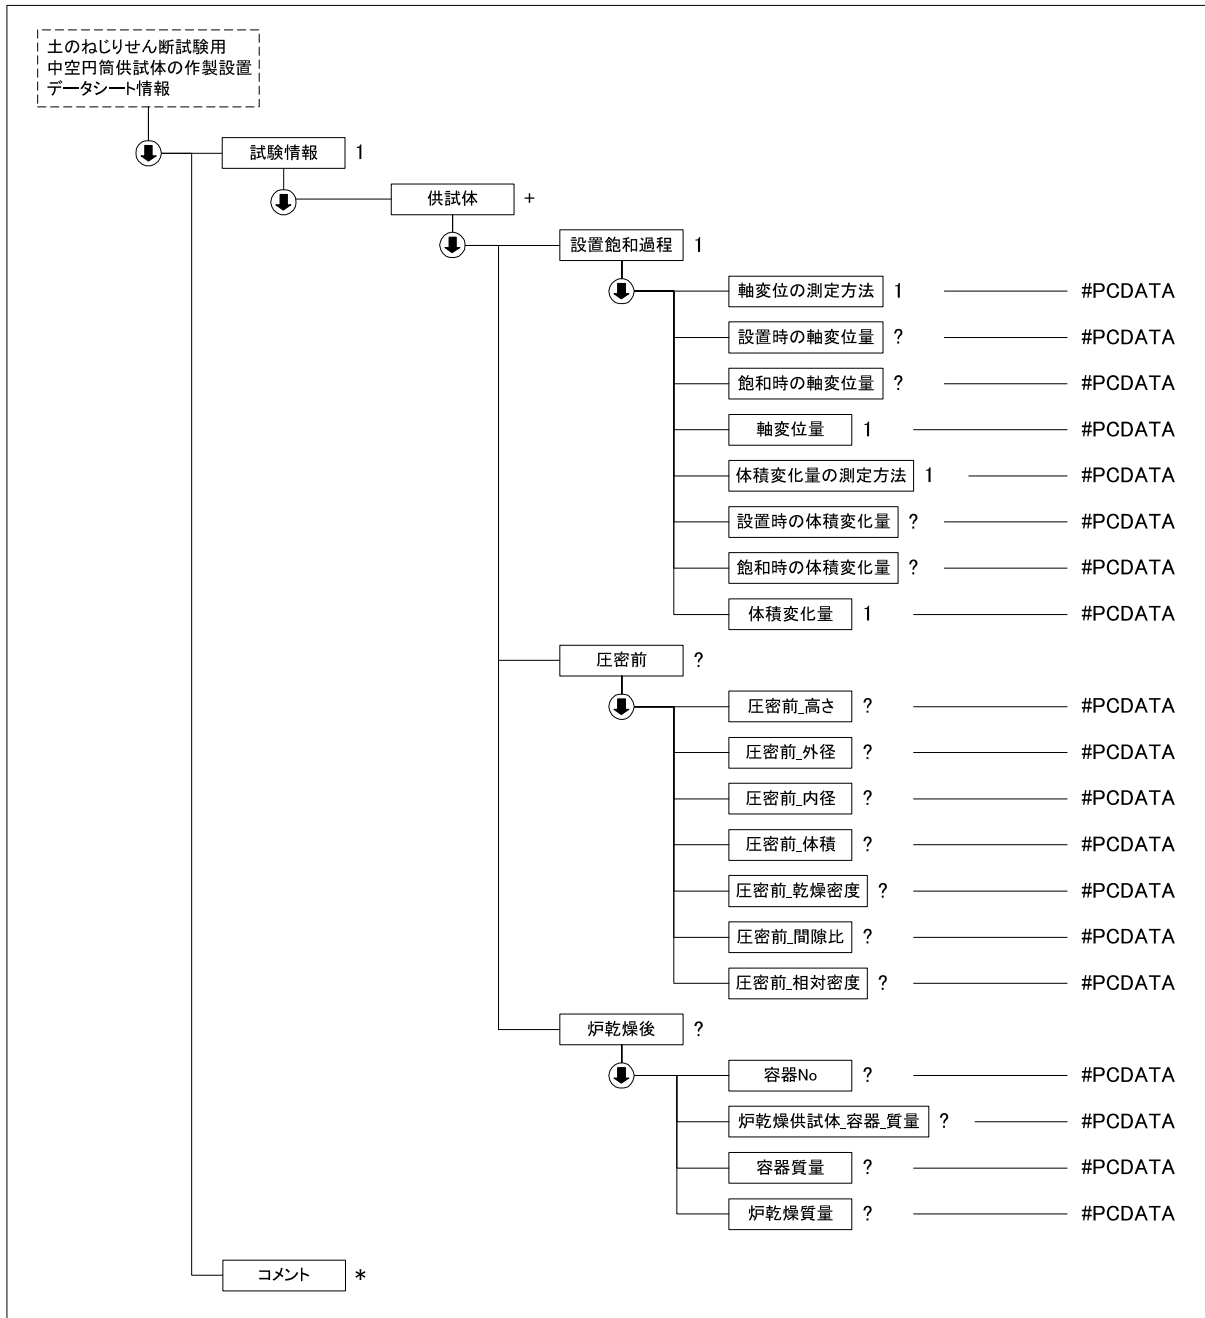 土のねじりせん断試験用
中空円筒供試体の作製設置
データシート情報
試験情報 1
供試体 +
設置飽和過程 1
軸変位の測定方法 1 #PCDATA
設置時の軸変位量 ? #PCDATA
飽和時の軸変位量 ? #PCDATA
軸変位量 1 #PCDATA
体積変化量の測定方法 1 #PCDATA
設置時の体積変化量 ? #PCDATA
飽和時の体積変化量 ? #PCDATA
体積変化量 1 #PCDATA
圧密前 ?
圧密前_高さ ? #PCDATA
圧密前_外径 ? #PCDATA
圧密前_内径 ? #PCDATA
圧密前_体積 ? #PCDATA
圧密前_乾燥密度 ? #PCDATA
圧密前_間隙比 ? #PCDATA
圧密前_相対密度 ? #PCDATA
炉乾燥後 ?
容器No ? #PCDATA
炉乾燥供試体_容器_質量 ? #PCDATA
容器質量 ? #PCDATA
炉乾燥質量 ? #PCDATA
コメント *